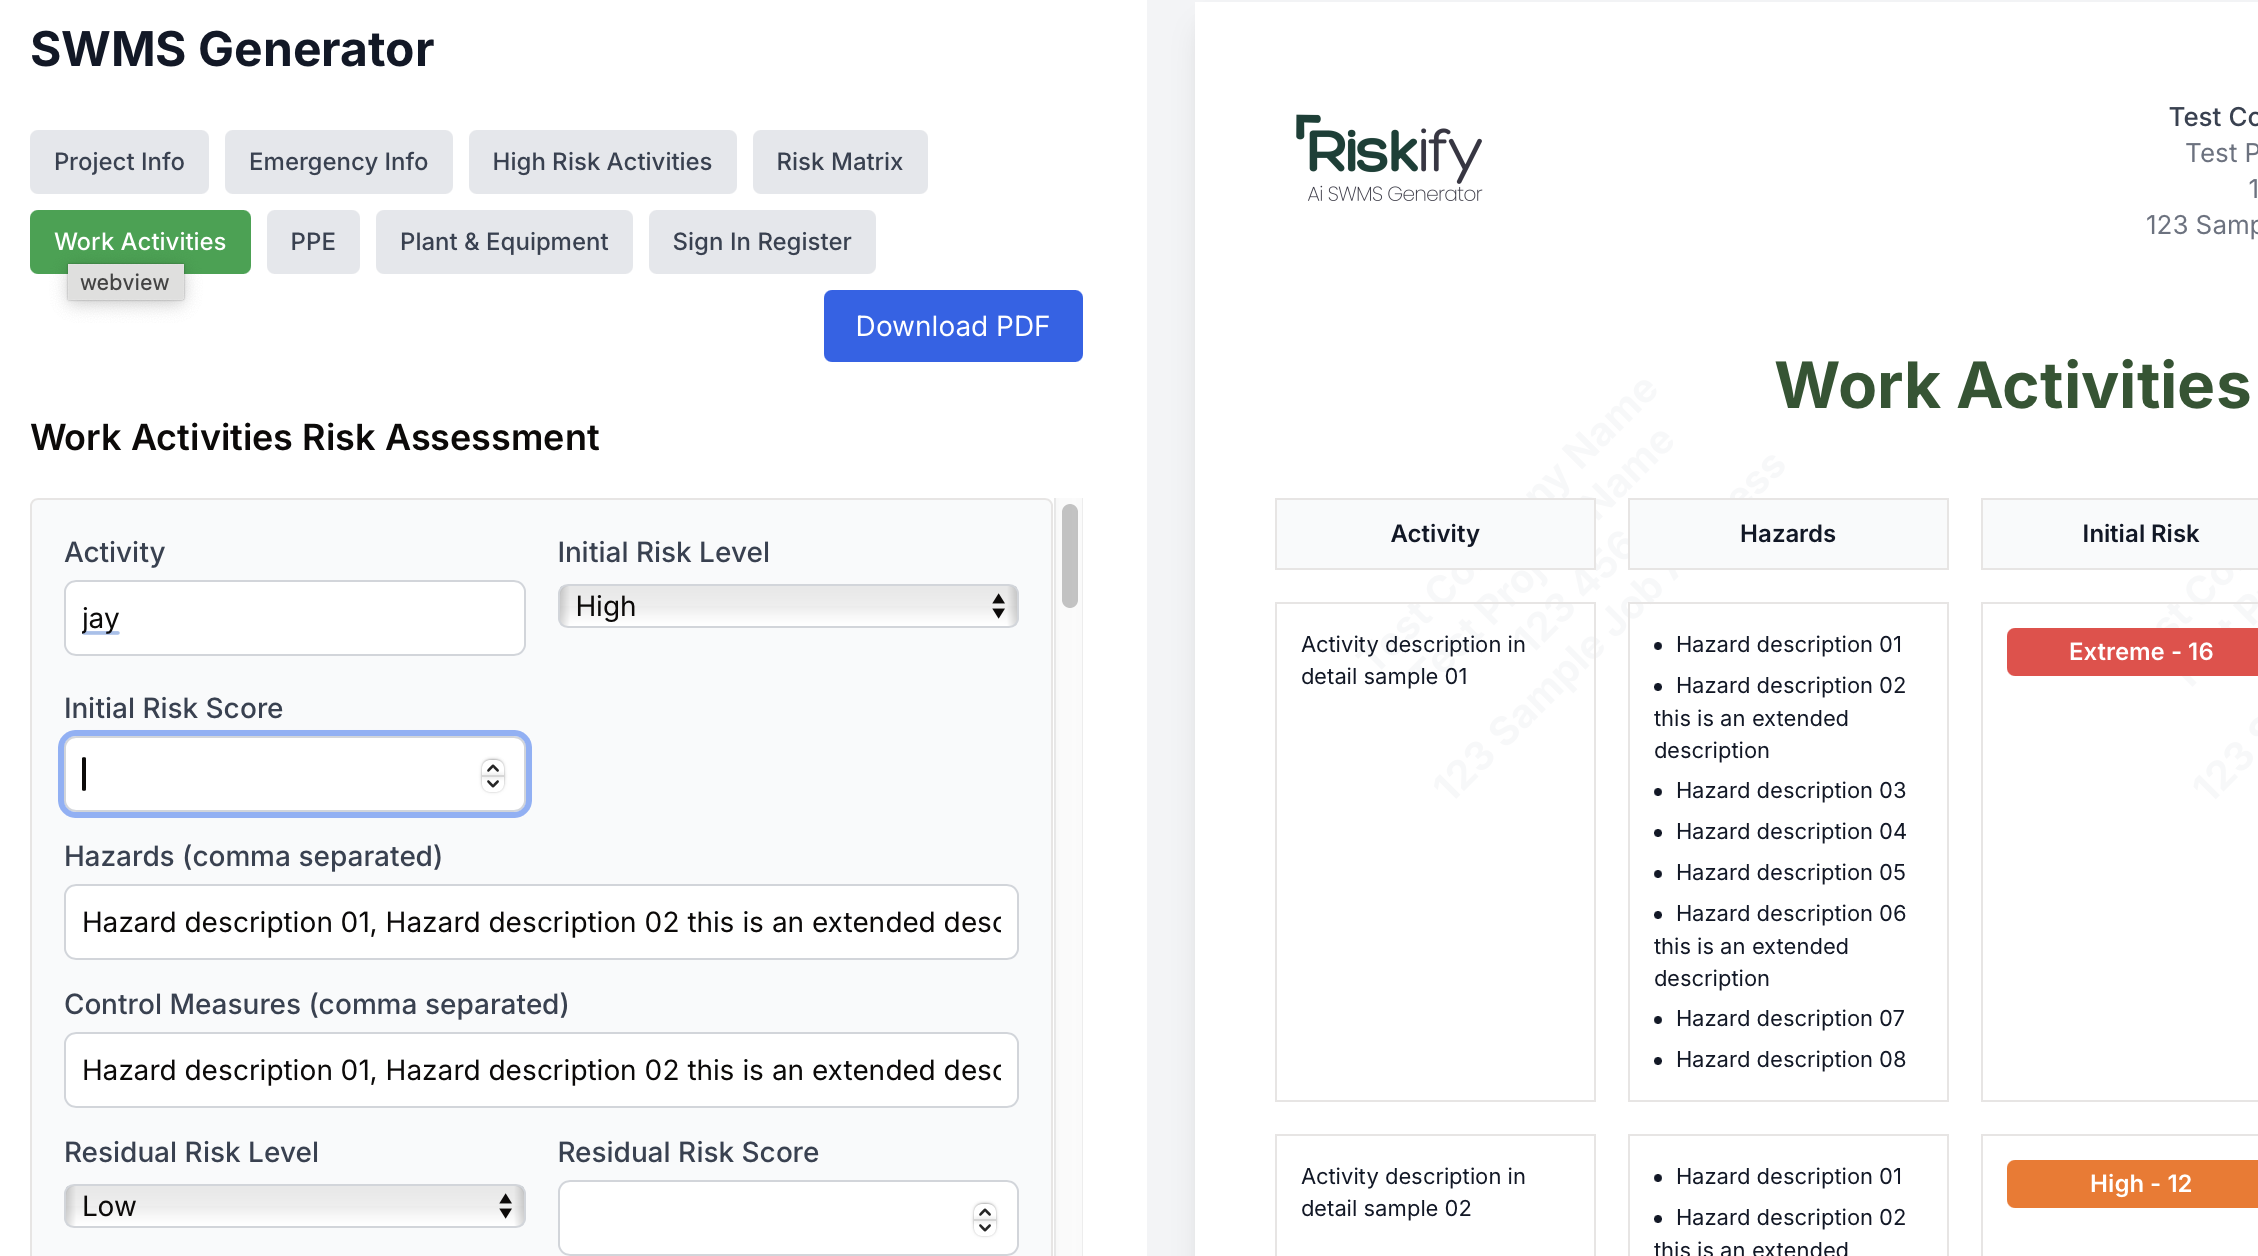 SWMS Generator
Project Info
Emergency Info
High Risk Activities
Risk Matrix
Work Activities
PPE
Plant & Equipment
Sign In Register
webview
Download PDF
Work Activities Risk Assessment
Activity
Initial Risk Level
jay
High
Initial Risk Score
Hazards (comma separated)
Hazard description 01, Hazard description 02 this is an extended desc
Control Measures (comma separated)
Hazard description 01, Hazard description 02 this is an extended desc
Residual Risk Level
Residual Risk Score
Low
Riskify
Ai SWMS Generator
Test Co
Test P
1
123 Samp
Work Activities
Activity
Hazards
Initial Risk
Activity description in
detail sample 01
Hazard description 01
Hazard description 02
this is an extended
description
Hazard description 03
Hazard description 04
Hazard description 05
Hazard description 06
this is an extended
description
Hazard description 07
Hazard description 08
Extreme - 16
Activity description in
detail sample 02
Hazard description 01
Hazard description 02
this is an extended
High - 12